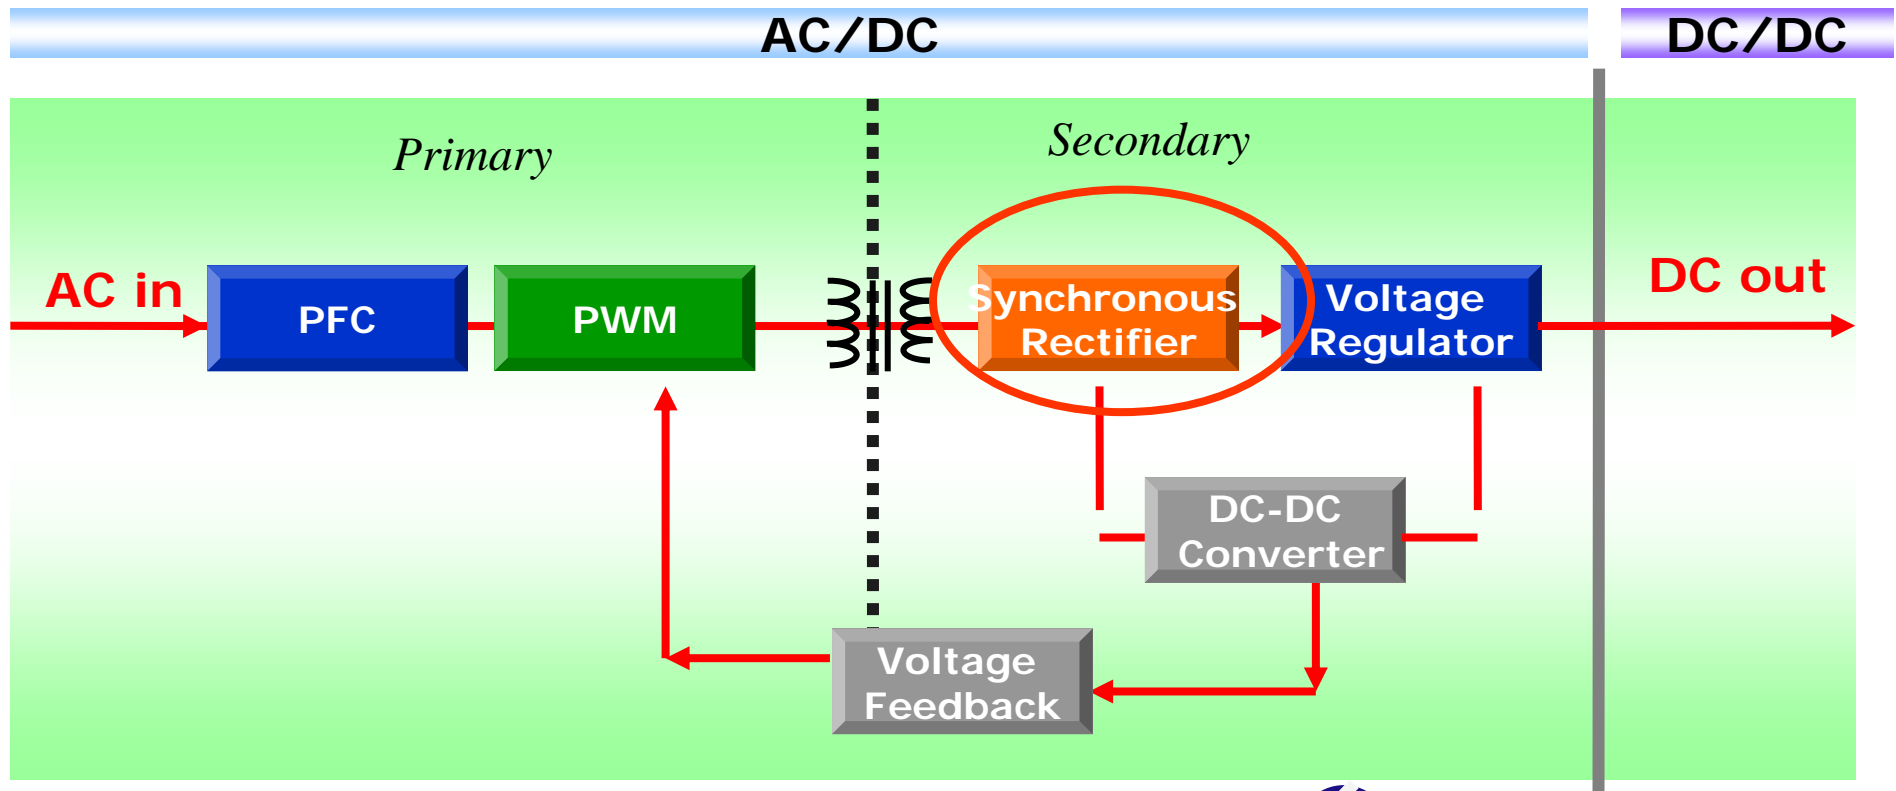 AC/DC
DC/DC
Primary
Secondary
AC in
PFC
PWM
Synchronous
Rectifier
Voltage
Regulator
DC out
DC-DC
Converter
Voltage
Feedback